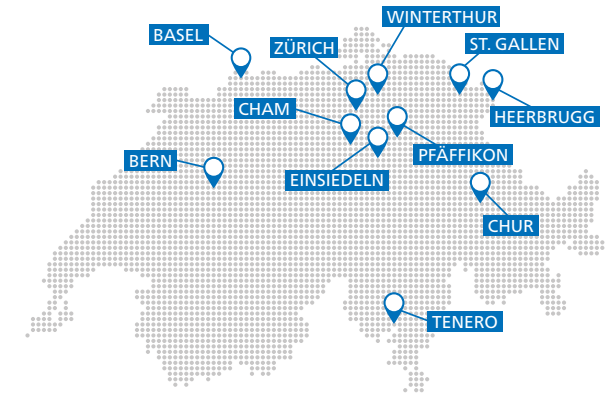 WINTERTHUR
BASEL
ZÜRICH
ST. GALLEN
CHAM
HEERBRUGG
BERN
PFÄFFIKON
EINSIEDELN
CHUR
TENERO